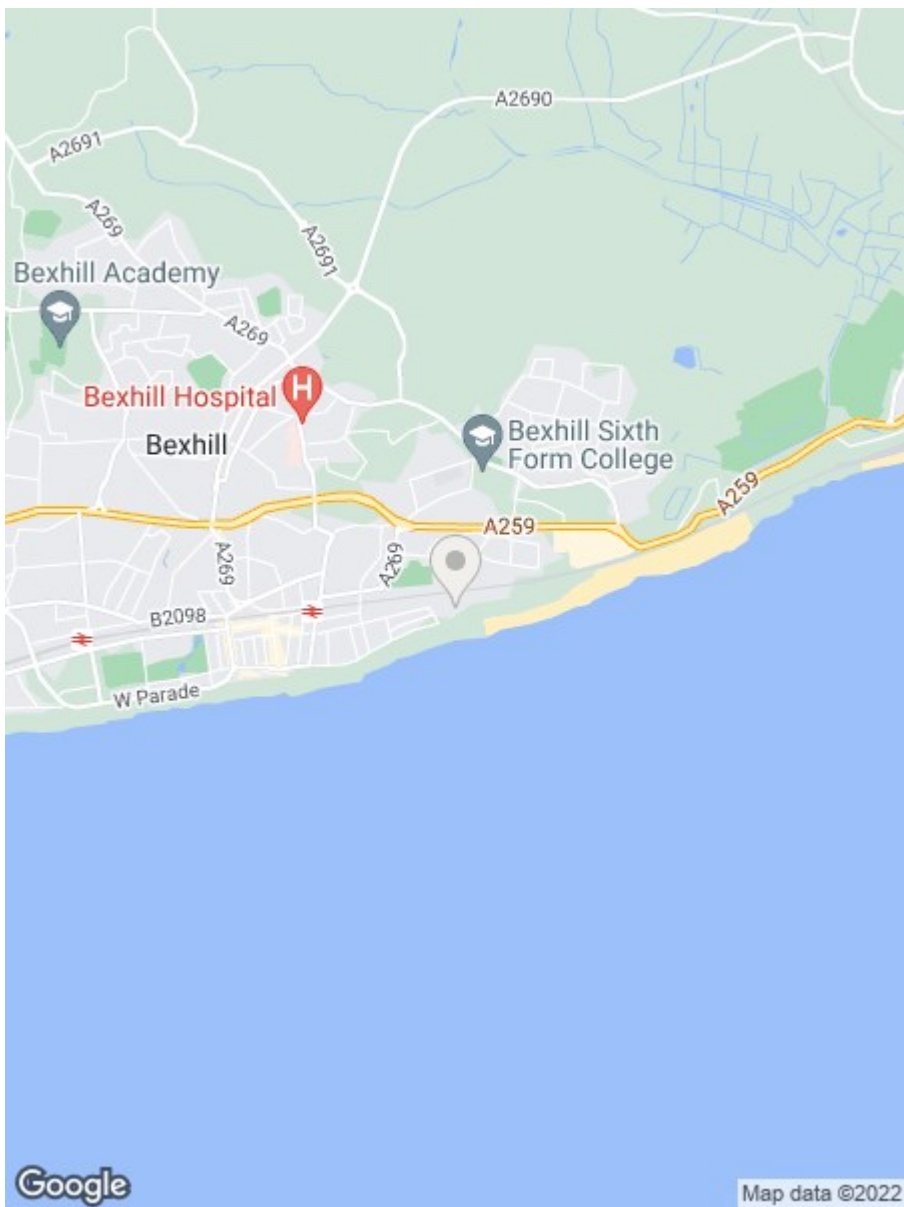 A2690
A2691
A269
A2691
Bexhill Academy
A269
Bexhill Hospital
H
Bexhill
Bexhill Sixth
Form College
A259
A259
A269
A269
B2098
W Parade
Google
Map data ©2022